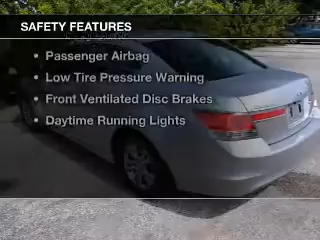 SAFETY FEATURES
• Passenger Airbag
• Low Tire Pressure Warning
• Front Ventilated Disc Brakes
• Daytime Running Lights